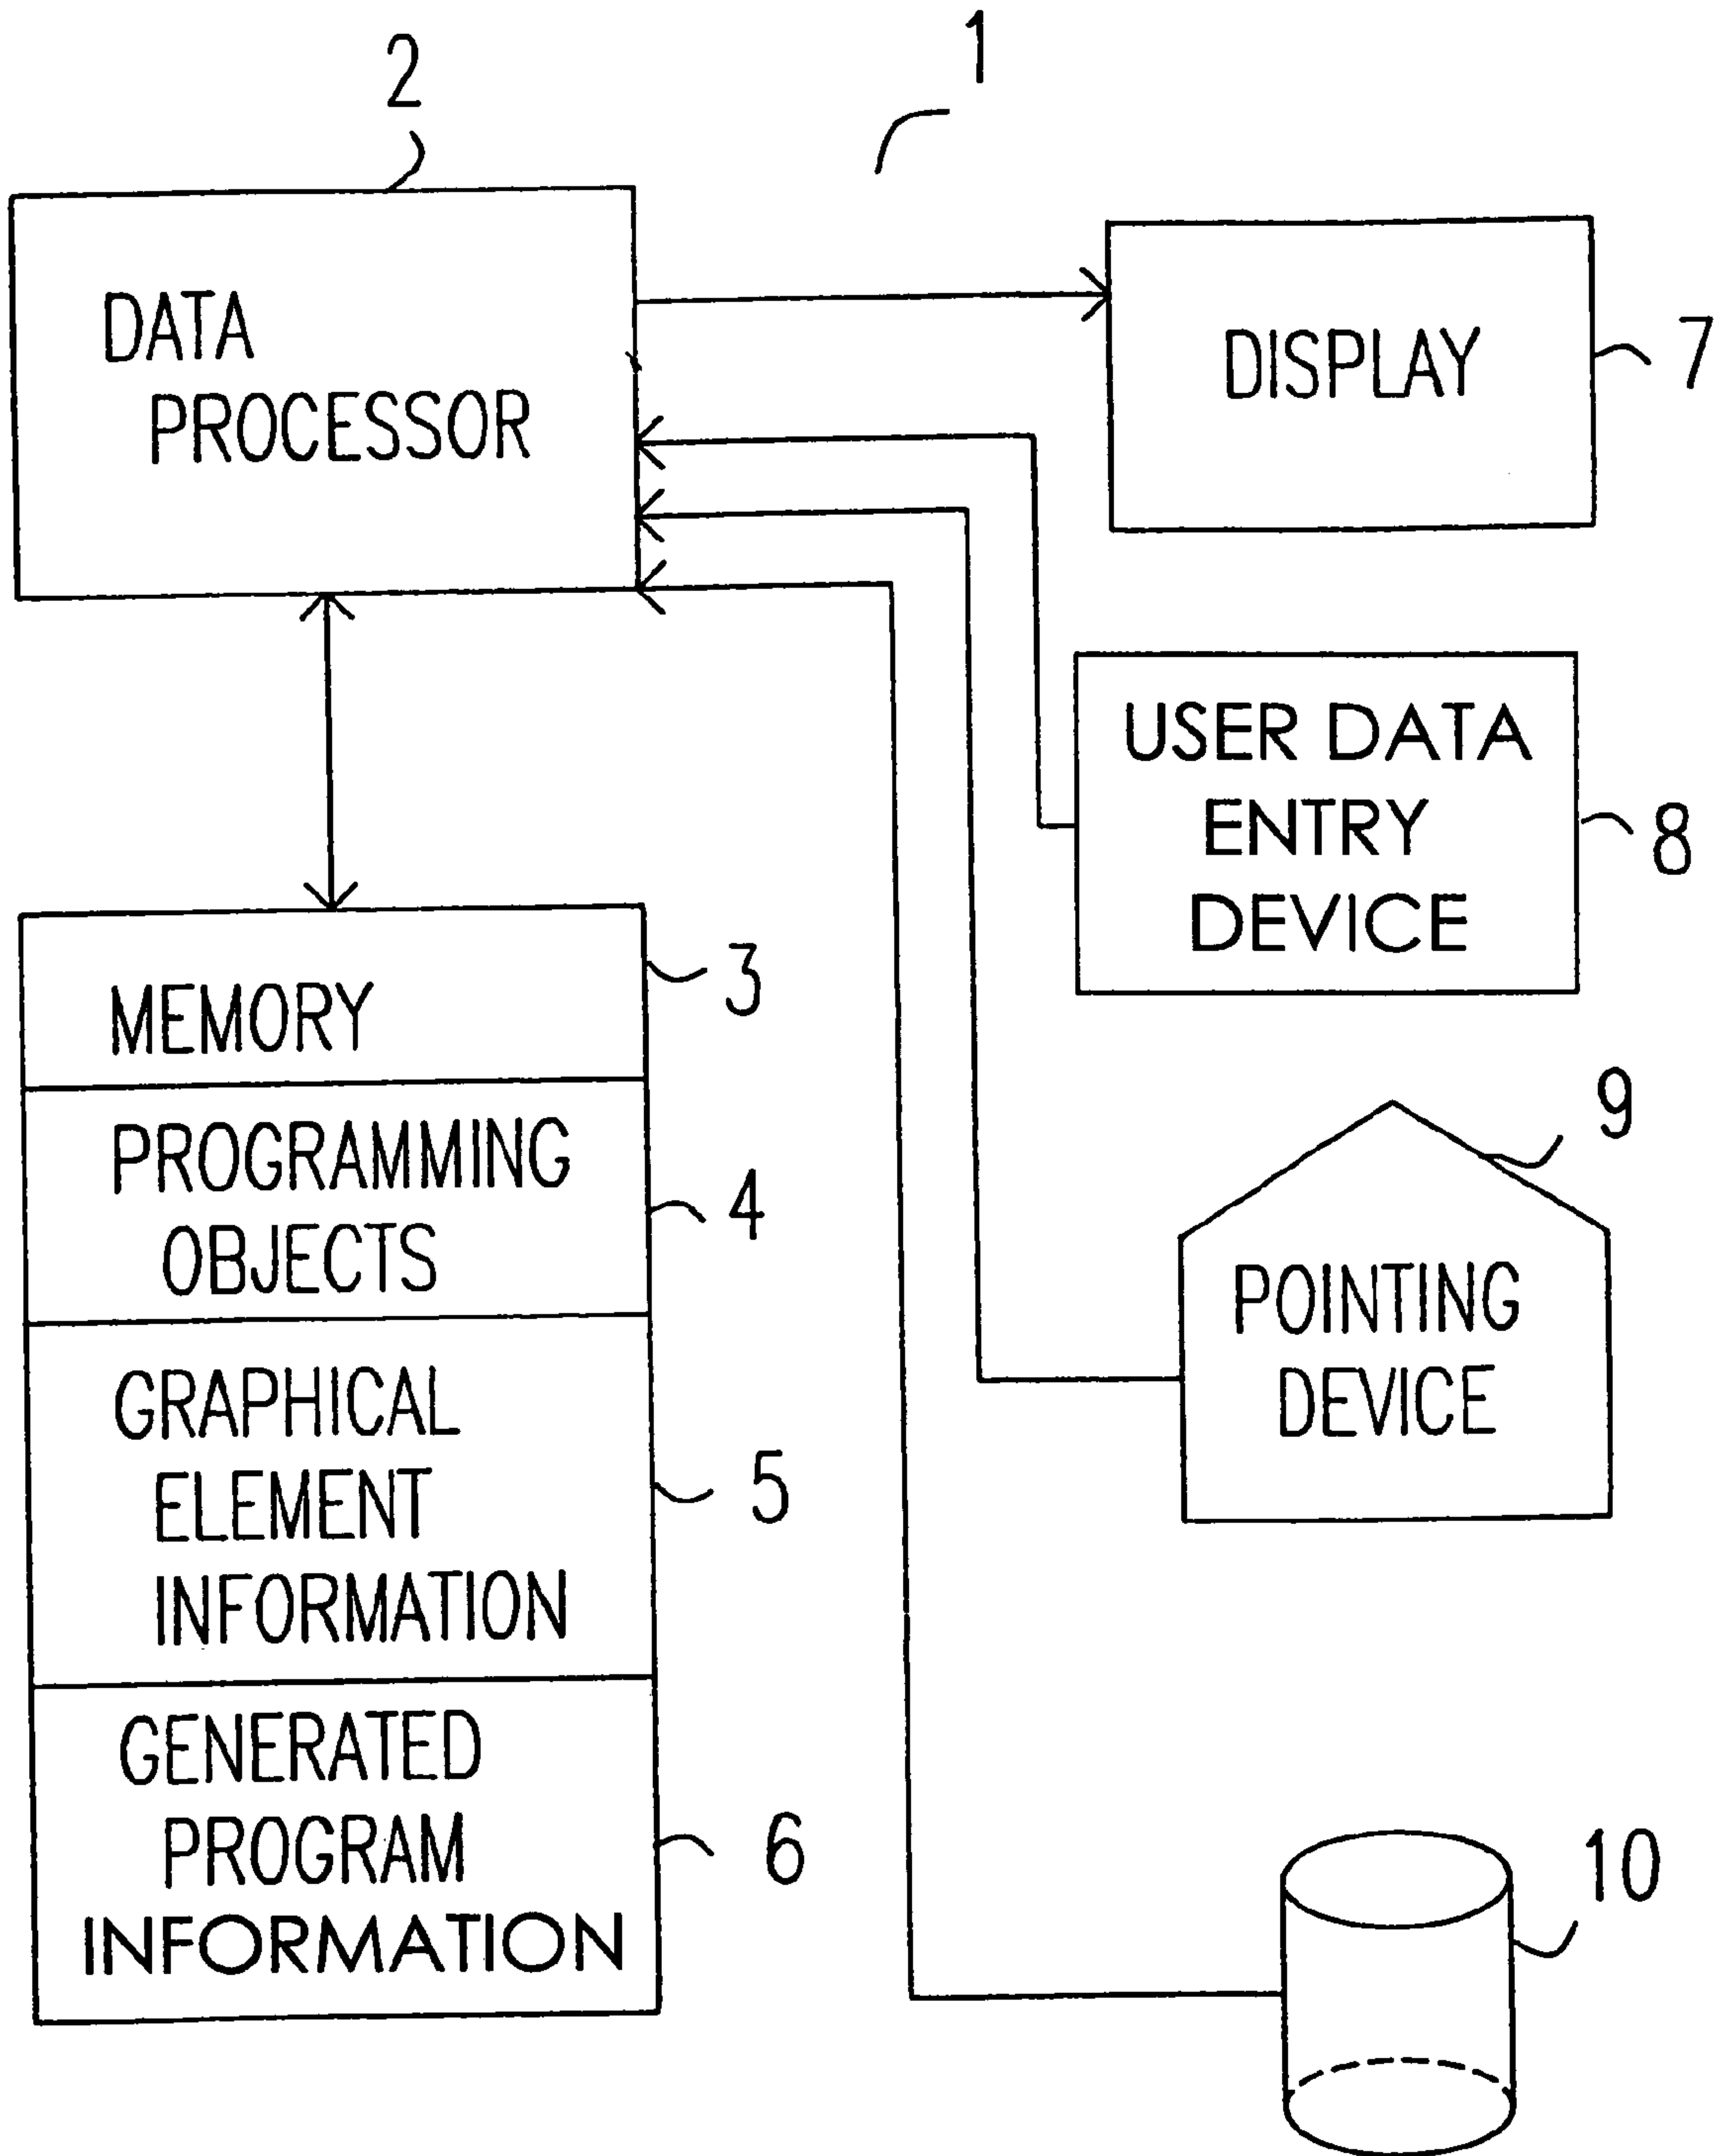 1
2
DATA
PROCESSOR
DISPLAY
7
USER DATA
ENTRY
DEVICE
8
MEMORY
3
PROGRAMMING
OBJECTS
4
GRAPHICAL
ELEMENT
INFORMATION
5
GENERATED
PROGRAM
INFORMATION
6
9
POINTING
DEVICE
10